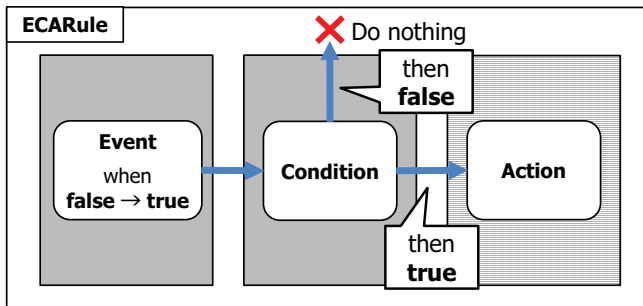 ECARule
Do nothing
then
false
Event
when
false → true
Condition
Action
then
true